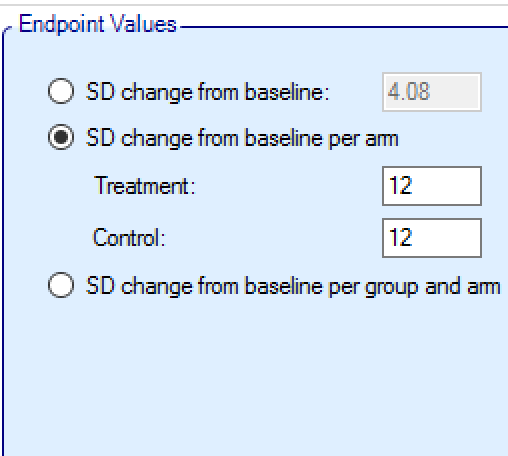 Endpoint Values
SD change from baseline: 4.08
SD change from baseline per arm
Treatment: 12
Control: 12
SD change from baseline per group and arm